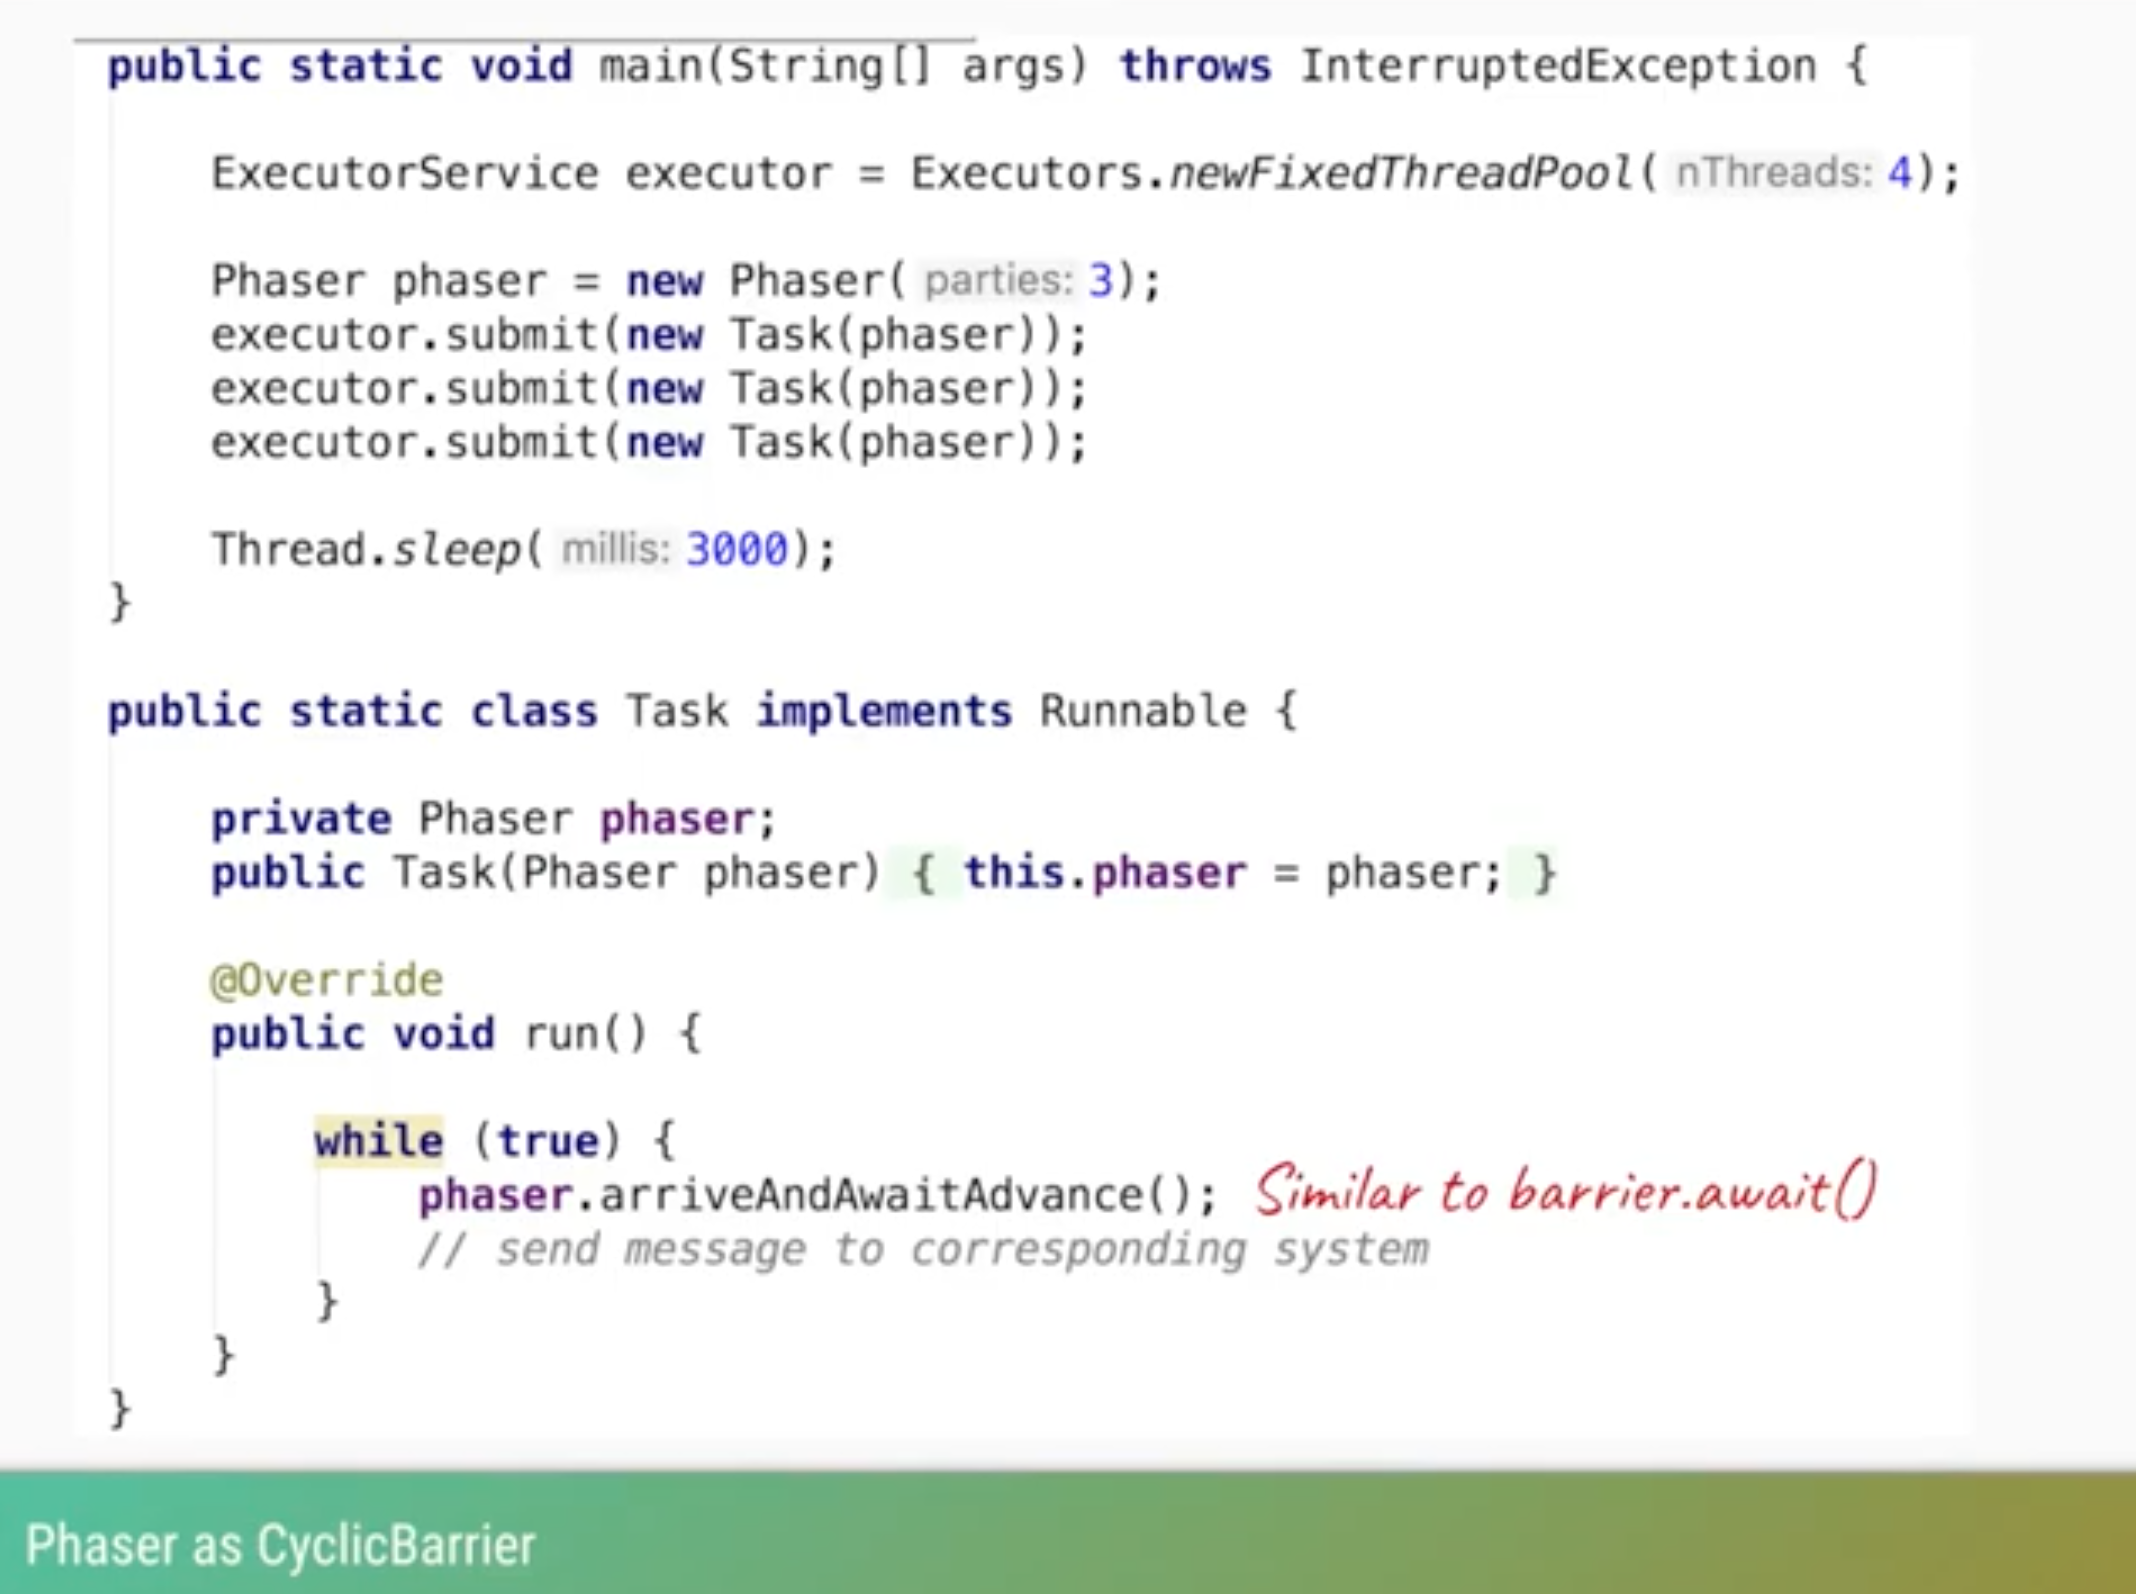 public static void main(String[] args) throws InterruptedException {
ExecutorService executor = Executors.newFixedThreadPool( nThreads: 4);
Phaser phaser = new Phaser( parties: 3);
executor.submit(new Task(phaser));
executor.submit(new Task(phaser));
executor.submit(new Task(phaser));
Thread.sleep( millis: 3000);
}
public static class Task implements Runnable {
private Phaser phaser;
public Task(Phaser phaser) { this.phaser = phaser; }
@Override
public void run() {
while (true) {
phaser.arriveAndAwaitAdvance(); Similar to barrier.await()
// send message to corresponding system
}
}
}
Phaser as CyclicBarrier